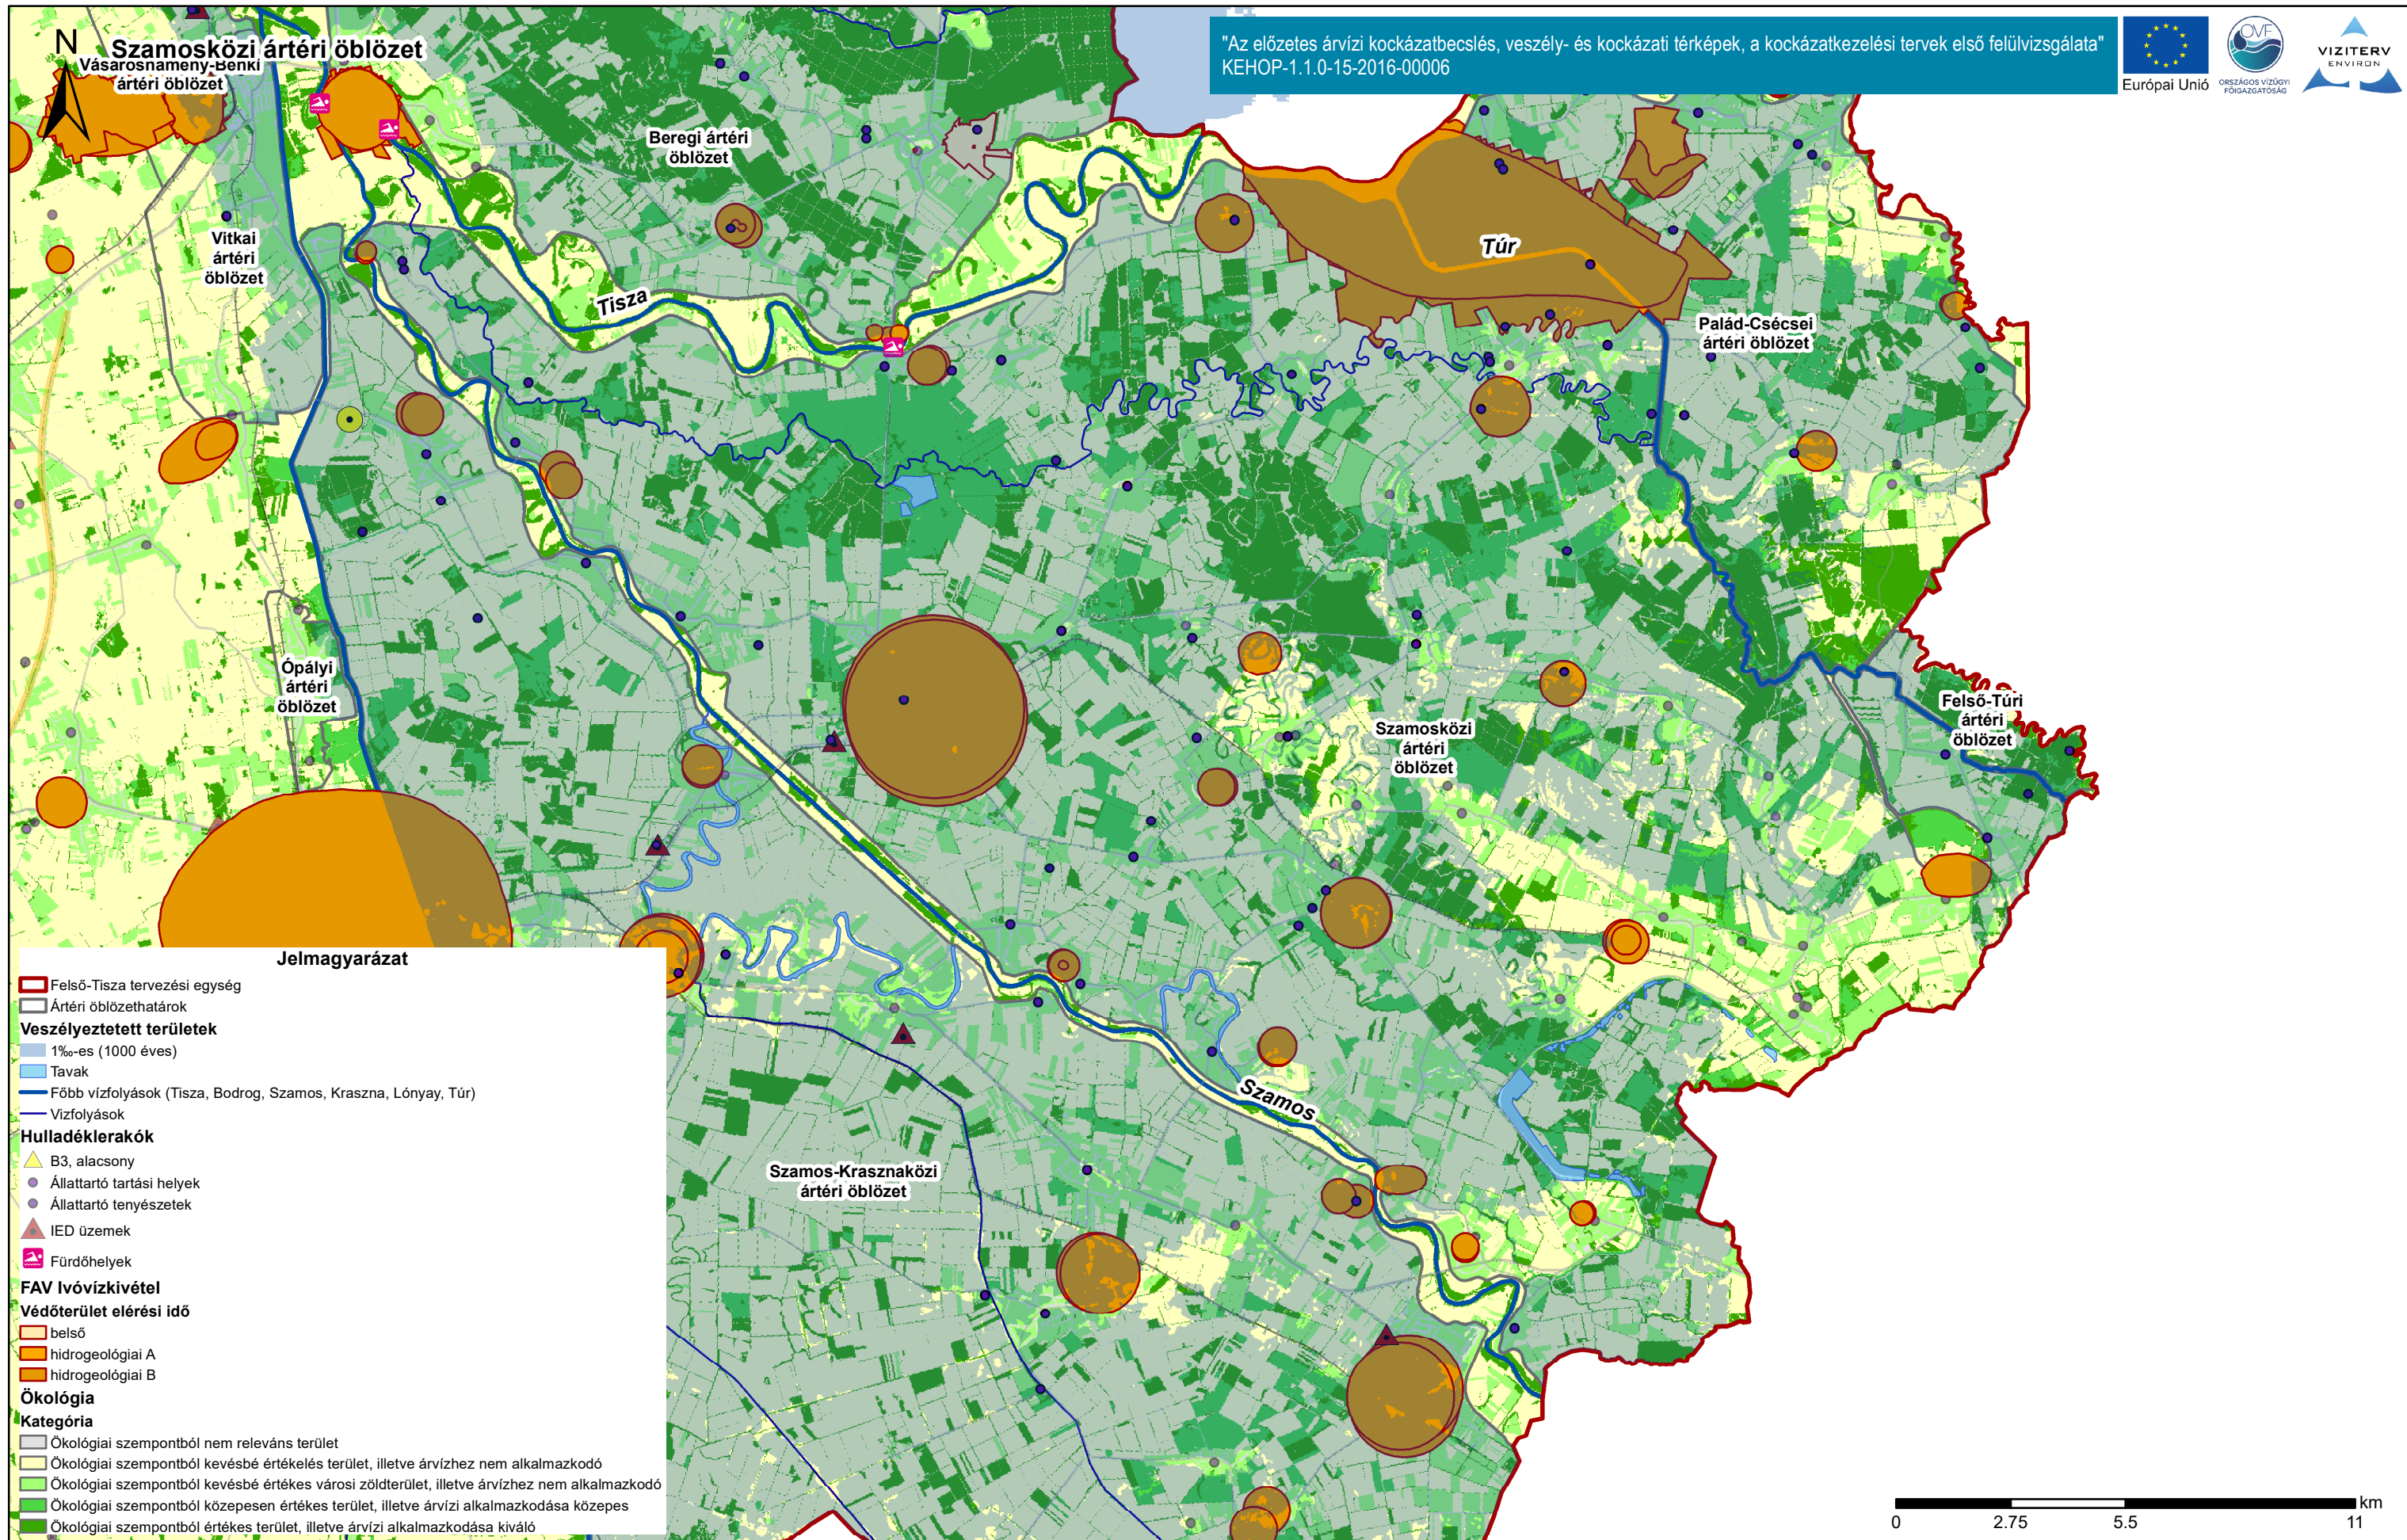 N
Szamosközi ártéri öblözet
Vásárosnamény-Benki
ártéri öblözet
"Az előzetes árvízi kockázatbecslés, veszély- és kockázati térképek, a kockázatkezelési tervek első felülvizsgálata"
KEHOP-1.1.0-15-2016-00006
Európai Unió
OVF
ORSZÁGOS VÍZÜGYI
FŐIGAZGATÓSÁG
VIZITERV
ENVIRON
Beregi ártéri
öblözet
Vitkai
ártéri
öblözet
Túr
Tisza
Palád-Csécsei
ártéri öblözet
Ópályi
ártéri
öblözet
Felső-Túri
ártéri
öblözet
Szamosközi
ártéri
öblözet
Szamos
Szamos-Krasznaközi
ártéri öblözet
Jelmagyarázat
Felső-Tisza tervezési egység
Ártéri öblözethatárok
Veszélyeztetett területek
1‰-es (1000 éves)
Tavak
Főbb vízfolyások (Tisza, Bodrog, Szamos, Kraszna, Lónyay, Túr)
Vizfolyások
Hulladéklerakók
B3, alacsony
Állattartó tartási helyek
Állattartó tenyészetek
IED üzemek
Fürdőhelyek
FAV Ivóvízkivétel
Védőterület elérési idő
belső
hidrogeológiai A
hidrogeológiai B
Ökológia
Kategória
Ökológiai szempontból nem releváns terület
Ökológiai szempontból kevésbé értékelés terület, illetve árvízhez nem alkalmazkodó
Ökológiai szempontból kevésbé értékes városi zöldterület, illetve árvízhez nem alkalmazkodó
Ökológiai szempontból közepesen értékes terület, illetve árvízi alkalmazkodása közepes
Ökológiai szempontból értékes terület, illetve árvízi alkalmazkodása kiváló
km
0 2.75 5.5 11